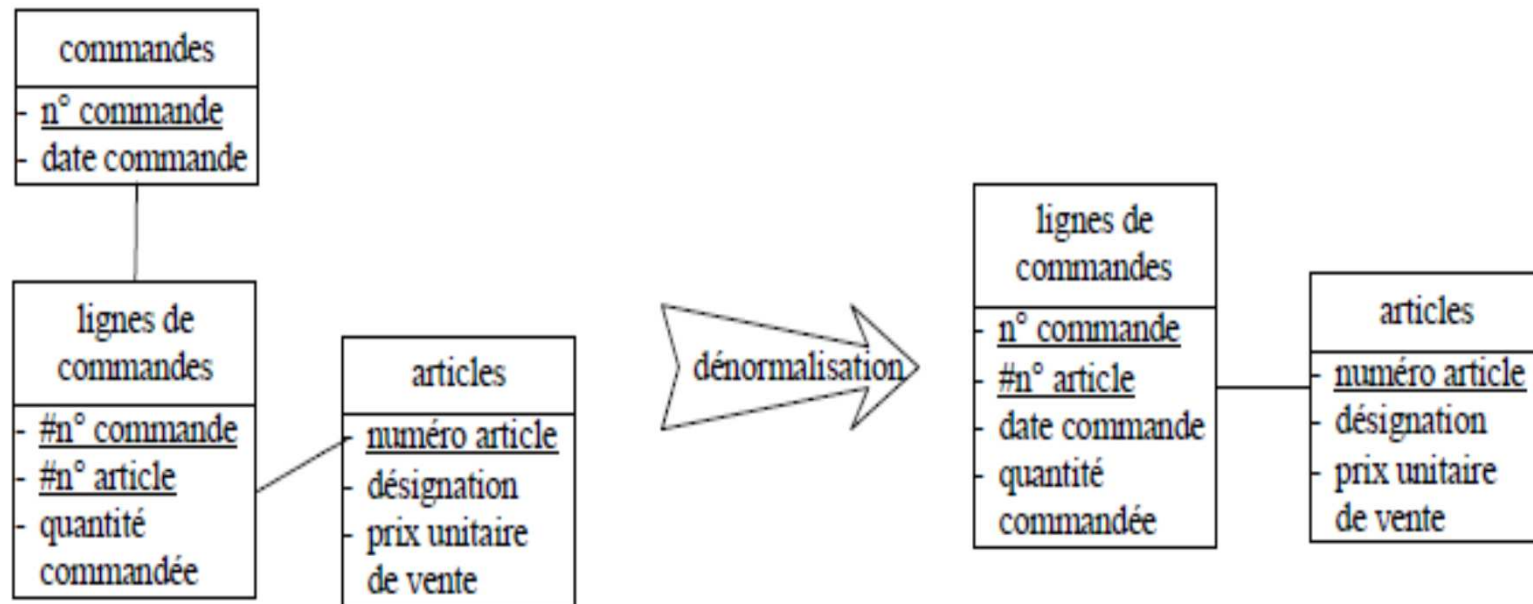 commandes
- n° commande
- date commande
lignes de
commandes
- #n° commande
- #n° article
- quantité
commandée
articles
- numéro article
- désignation
- prix unitaire
de vente
dénormalisation
lignes de
commandes
- n° commande
- #n° article
- date commande
- quantité
commandée
articles
- numéro article
- désignation
- prix unitaire
de vente